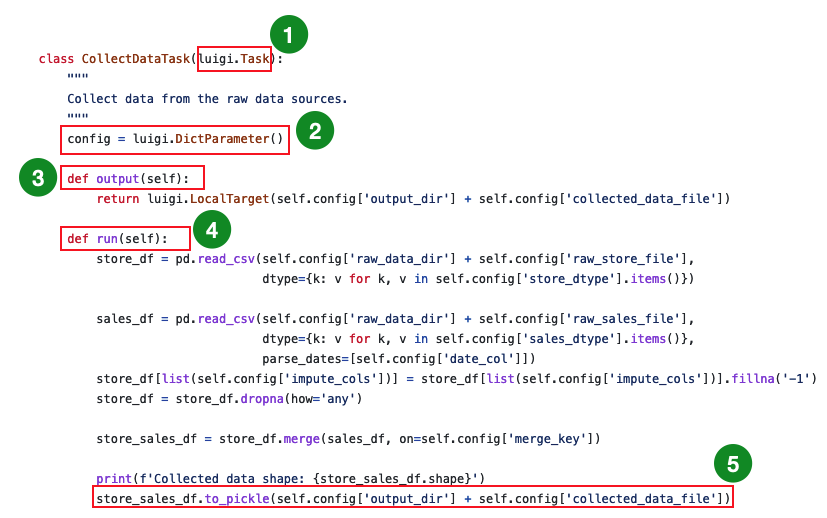 1
class CollectDataTask(luigi.Task):
"""
Collect data from the raw data sources.
"""
config = luigi.DictParameter()
2
3
def output(self):
return luigi.LocalTarget(self.config['output_dir'] + self.config['collected_data_file'])
4
def run(self):
store_df = pd.read_csv(self.config['raw_data_dir'] + self.config['raw_store_file'],
dtype={k: v for k, v in self.config['store_dtype'].items()})
sales_df = pd.read_csv(self.config['raw_data_dir'] + self.config['raw_sales_file'],
dtype={k: v for k, v in self.config['sales_dtype'].items()},
parse_dates=[self.config['date_col']])
store_df[list(self.config['impute_cols'])] = store_df[list(self.config['impute_cols'])].fillna('-1')
store_df = store_df.dropna(how='any')
store_sales_df = store_df.merge(sales_df, on=self.config['merge_key'])
5
print(f'Collected data shape: {store_sales_df.shape}')
store_sales_df.to_pickle(self.config['output_dir'] + self.config['collected_data_file'])